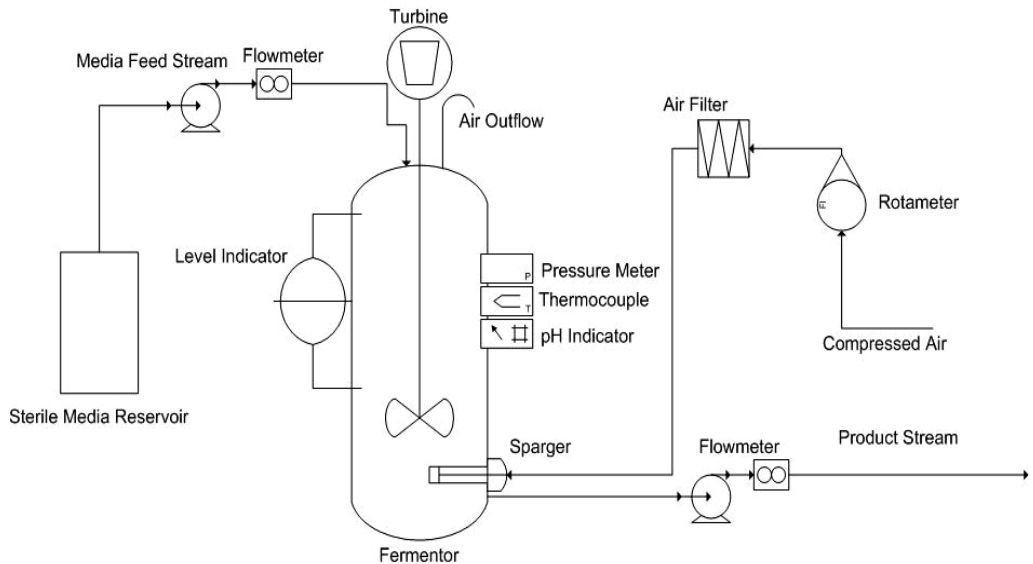 Turbine
Media Feed Stream
Flowmeter
Air Outflow
Air Filter
FI
Rotameter
Level Indicator
P
Pressure Meter
T
Thermocouple
pH Indicator
Compressed Air
Sterile Media Reservoir
Sparger
Flowmeter
Product Stream
Fermentor